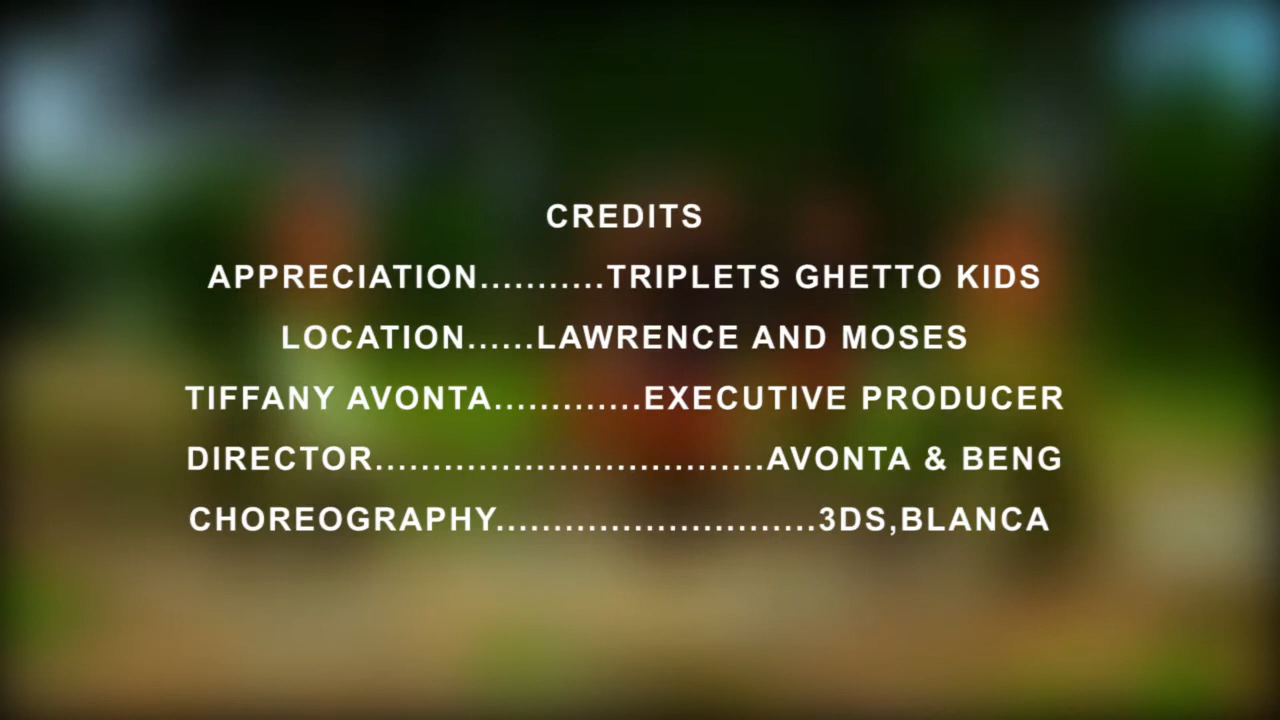 CREDITS
APPRECIATION...........TRIPLETS GHETTO KIDS
LOCATION......LAWRENCE AND MOSES
TIFFANY AVONTA.............EXECUTIVE PRODUCER
DIRECTOR..................................AVONTA & BENG
CHOREOGRAPHY............................3DS,BLANCA